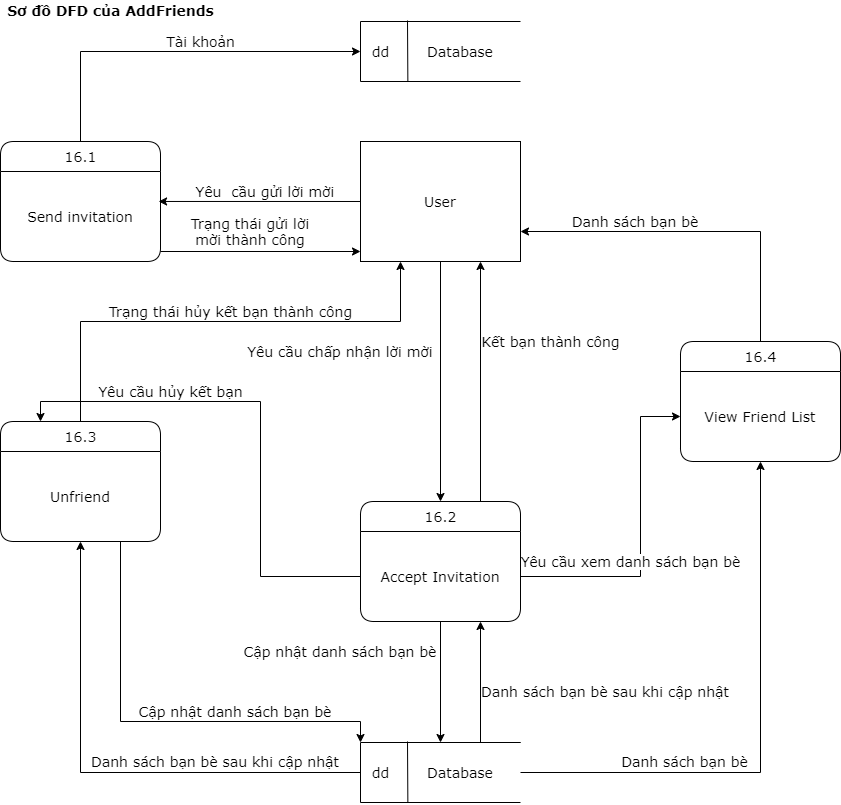 Sơ đồ DFD của AddFriends
Tài khoản
dd
Database
16.1
Send invitation
Yêu cầu gửi lời mời
Trạng thái gửi lời
mời thành công
User
Danh sách bạn bè
Trạng thái hủy kết bạn thành công
Yêu cầu chấp nhận lời mời
Kết bạn thành công
16.4
View Friend List
Yêu cầu hủy kết bạn
16.3
Unfriend
16.2
Accept Invitation
Yêu cầu xem danh sách bạn bè
Cập nhật danh sách bạn bè
Danh sách bạn bè sau khi cập nhật
Cập nhật danh sách bạn bè
Danh sách bạn bè sau khi cập nhật
dd
Database
Danh sách bạn bè